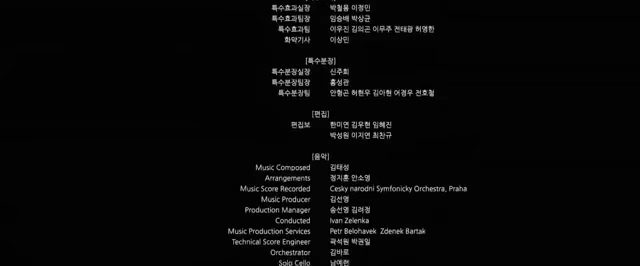 특수효과실장 박철용 이정민
특수효과팀장 임승배 박상균
특수효과팀 이우진 김의곤 이무주 전태광 허영한
화약기사 이상민
[특수분장]
특수분장실장 신주희
특수분장팀장 홍성관
특수분장팀 안형곤 허현우 김아현 어경우 전호철
[편집]
편집보 한미연 김우현 임혜진
박성원 이지연 최찬규
[음악]
Music Composed 김태성
Arrangements 정지훈 안소영
Music Score Recorded Cesky narodni Symfonicky Orchestra, Praha
Music Producer 김선영
Production Manager 송선영 김려정
Conducted Ivan Zelenka
Music Production Services Petr Belohavek Zdenek Bartak
Technical Score Engineer 곽석원 박권일
Orchestrator 김바로
Solo Cello